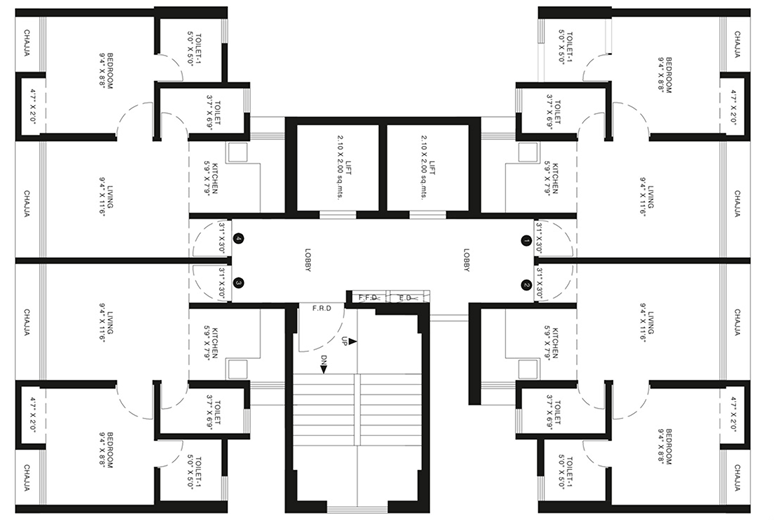 CHAJJA
BEDROOM
9'4" X 8'8"
TOILET-1
5'0" X 5'0"
4'7" X 2'0"
TOILET
3'7" X 6'9"
CHAJJA
LIVING
9'4" X 11'6"
KITCHEN
5'9" X 7'9"
4
3'1" X 3'0"
LIFT
2.10 X 2.00 sq.mts.
LIFT
2.10 X 2.00 sq.mts.
TOILET-1
5'0" X 5'0"
BEDROOM
9'4" X 8'8"
CHAJJA
TOILET
3'7" X 6'9"
4'7" X 2'0"
KITCHEN
5'9" X 7'9"
LIVING
9'4" X 11'6"
CHAJJA
1
3'1" X 3'0"
LOBBY
LOBBY
3
3'1" X 3'0"
2
3'1" X 3'0"
F.F.D
E.D
F.R.D
UP
DN
CHAJJA
LIVING
9'4" X 11'6"
KITCHEN
5'9" X 7'9"
4'7" X 2'0"
TOILET
3'7" X 6'9"
CHAJJA
BEDROOM
9'4" X 8'8"
TOILET-1
5'0" X 5'0"
KITCHEN
5'9" X 7'9"
LIVING
9'4" X 11'6"
CHAJJA
TOILET
3'7" X 6'9"
4'7" X 2'0"
TOILET-1
5'0" X 5'0"
BEDROOM
9'4" X 8'8"
CHAJJA